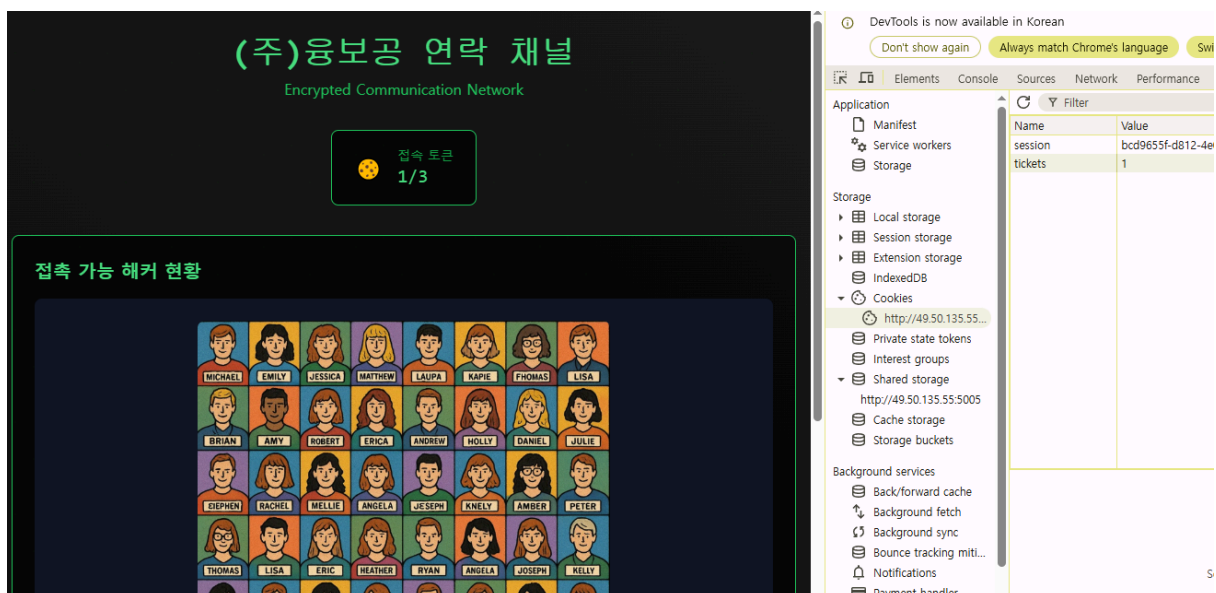 (주)융보공 연락 채널
Encrypted Communication Network
접속 토큰
1/3
접촉 가능 해커 현황
MICHAEL EMILY JESSICA MATTHEW LAUPA KAPIE FHOMAS LISA
BRIAN AMY ROBERT ERICA ANDREW HOLLY DANIEL JULIE
SIEPHEN RACHEL MELLIE ANGELA JESEPH KNELY AMBER PETER
THOMAS LISA ERIC HEATHER RYAN ANGELA JOSEPH KELLY
DevTools is now available in Korean
Don't show again Always match Chrome's language Swi
Elements Console Sources Network Performance
Application
Manifest
Service workers
Storage
Storage
Local storage
Session storage
Extension storage
IndexedDB
Cookies
http://49.50.135.55...
Private state tokens
Interest groups
Shared storage
http://49.50.135.55:5005
Cache storage
Storage buckets
Background services
Back/forward cache
Background fetch
Background sync
Bounce tracking miti...
Notifications
Payment handler
Filter
Name Value
session bcd9655f-d812-4e
tickets 1